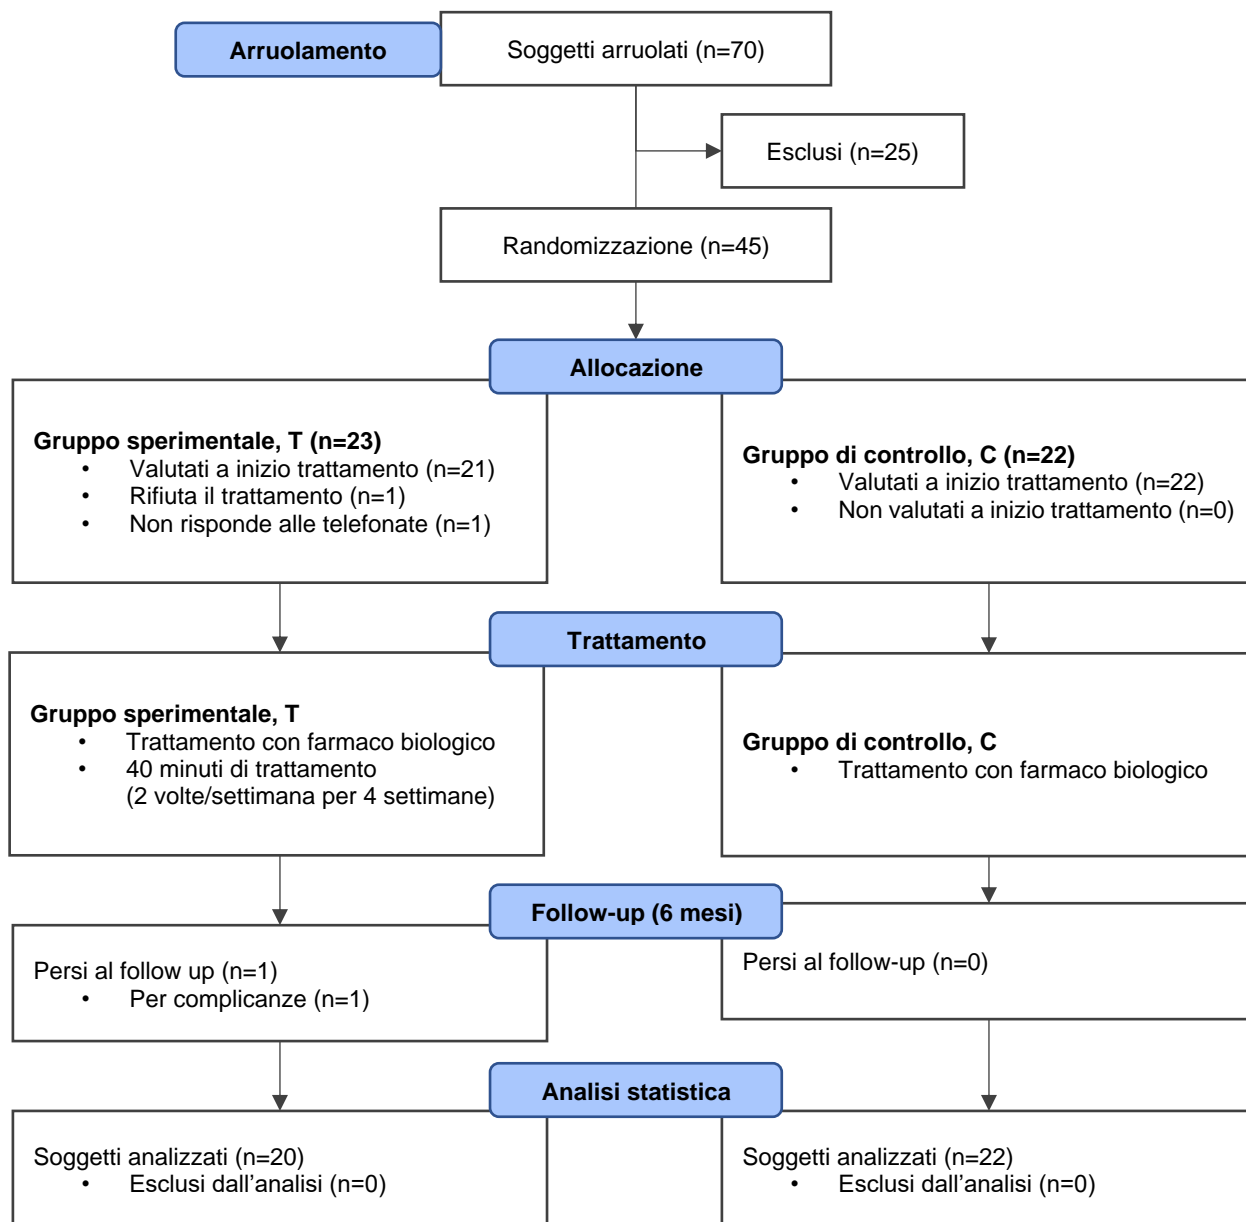 Arruolamento
Soggetti arruolati (n=70)
Esclusi (n=25)
Randomizzazione (n=45)
Allocazione
Gruppo sperimentale, T (n=23)
• Valutati a inizio trattamento (n=21)
• Rifiuta il trattamento (n=1)
• Non risponde alle telefonate (n=1)
Gruppo di controllo, C (n=22)
• Valutati a inizio trattamento (n=22)
• Non valutati a inizio trattamento (n=0)
Trattamento
Gruppo sperimentale, T
• Trattamento con farmaco biologico
• 40 minuti di trattamento
(2 volte/settimana per 4 settimane)
Gruppo di controllo, C
• Trattamento con farmaco biologico
Follow-up (6 mesi)
Persi al follow up (n=1)
• Per complicanze (n=1)
Persi al follow-up (n=0)
Analisi statistica
Soggetti analizzati (n=20)
• Esclusi dall’analisi (n=0)
Soggetti analizzati (n=22)
• Esclusi dall’analisi (n=0)